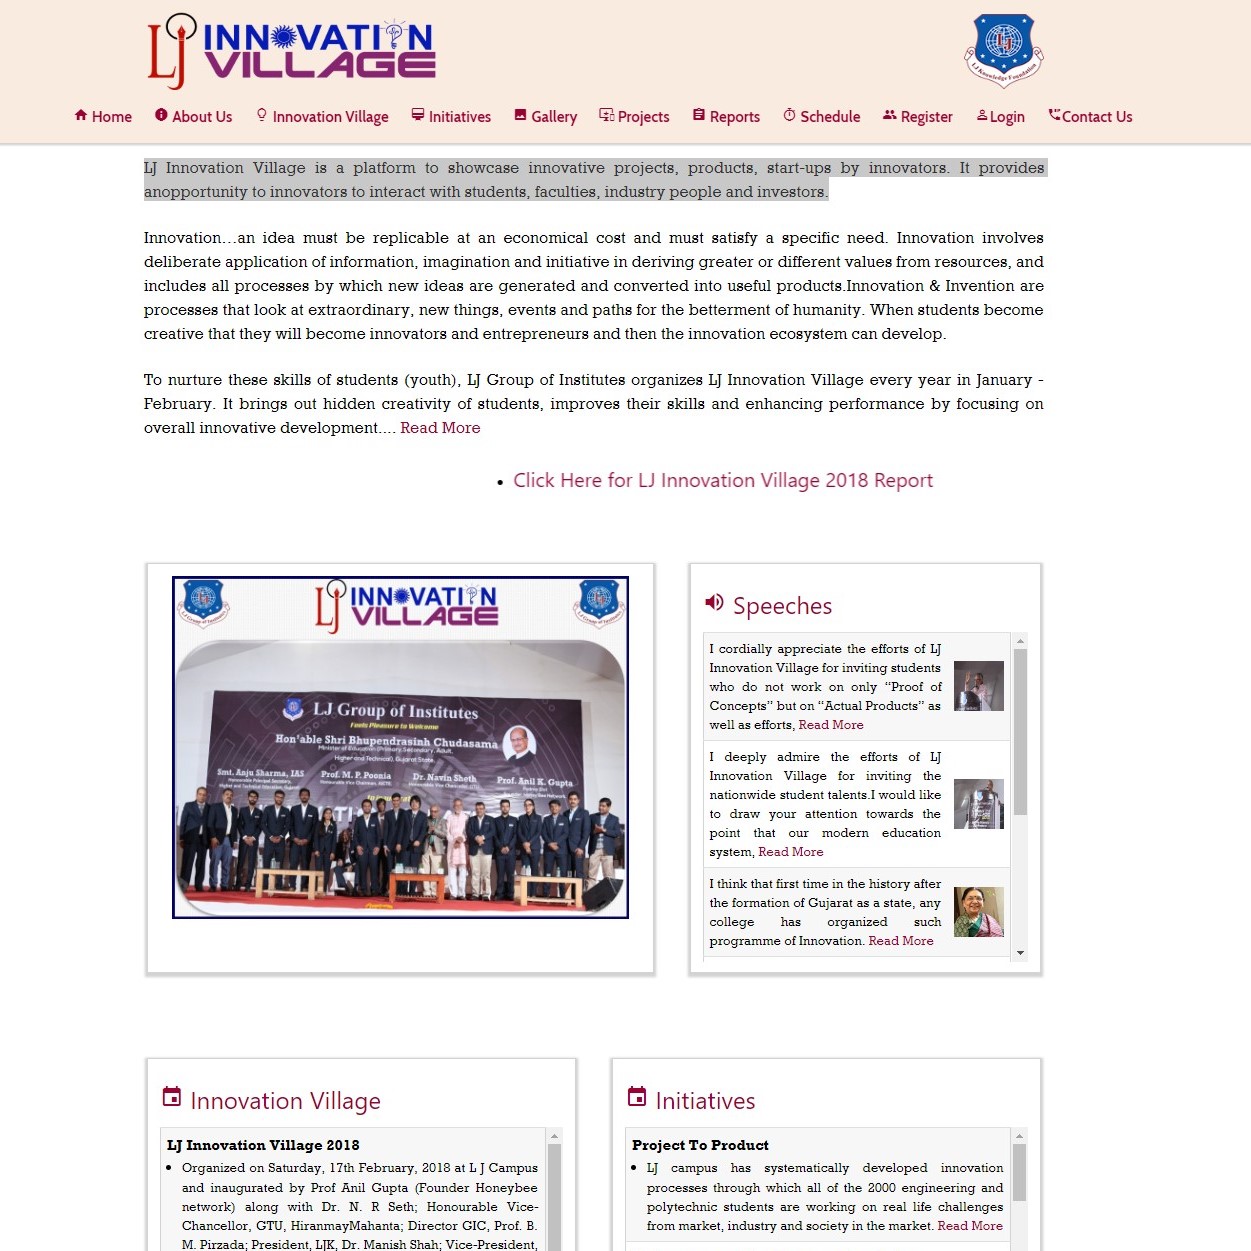 LJ INNOVATION
VILLAGE
LJ Knowledge Foundation
Home About Us Innovation Village Initiatives Gallery Projects Reports Schedule Register Login Contact Us
LJ Innovation Village is a platform to showcase innovative projects, products, start-ups by innovators. It provides
anopportunity to innovators to interact with students, faculties, industry people and investors.
Innovation...an idea must be replicable at an economical cost and must satisfy a specific need. Innovation involves
deliberate application of information, imagination and initiative in deriving greater or different values from resources, and
includes all processes by which new ideas are generated and converted into useful products.Innovation & Invention are
processes that look at extraordinary, new things, events and paths for the betterment of humanity. When students become
creative that they will become innovators and entrepreneurs and then the innovation ecosystem can develop.
To nurture these skills of students (youth), LJ Group of Institutes organizes LJ Innovation Village every year in January -
February. It brings out hidden creativity of students, improves their skills and enhancing performance by focusing on
overall innovative development.... Read More
• Click Here for LJ Innovation Village 2018 Report
LJ INNOVATION
VILLAGE
LJ Group of Institutes
Feels Pleasure to Welcome
Hon'able Shri Bhupendrasinh Chudasama
Minister of Education (Primary, Secondary, Adult,
Higher and Technical), Gujarat State.
Smt. Anju Sharma, IAS Prof. M. P. Poonia Dr. Navin Sheth Prof. Anil K. Gupta
Speeches
I cordially appreciate the efforts of LJ
Innovation Village for inviting students
who do not work on only “Proof of
Concepts” but on “Actual Products” as
well as efforts, Read More
I deeply admire the efforts of LJ
Innovation Village for inviting the
nationwide student talents.I would like
to draw your attention towards the
point that our modern education
system, Read More
I think that first time in the history after
the formation of Gujarat as a state, any
college has organized such
programme of Innovation. Read More
Innovation Village
LJ Innovation Village 2018
• Organized on Saturday, 17th February, 2018 at L J Campus
and inaugurated by Prof Anil Gupta (Founder Honeybee
network) along with Dr. N. R Seth; Honourable Vice-
Chancellor, GTU, HiranmayMahanta; Director GIC, Prof. B.
M. Pirzada; President, LJK, Dr. Manish Shah; Vice-President,
Initiatives
Project To Product
• LJ campus has systematically developed innovation
processes through which all of the 2000 engineering and
polytechnic students are working on real life challenges
from market, industry and society in the market. Read More